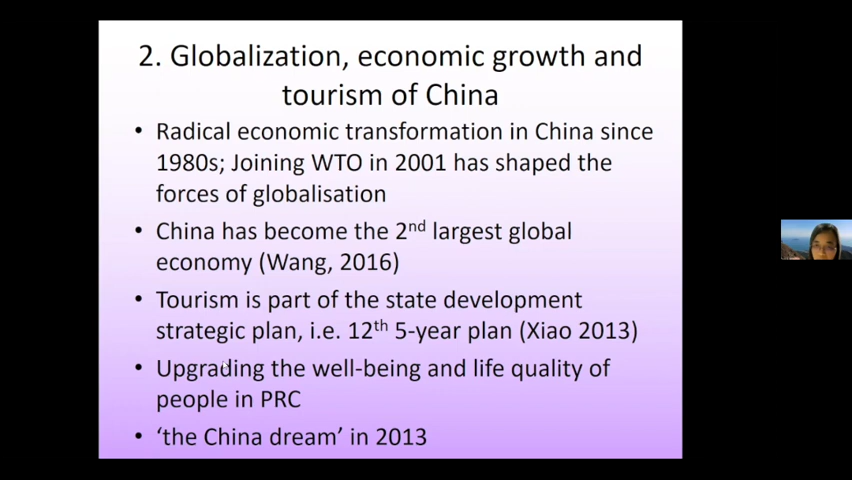 2. Globalization, economic growth and
tourism of China
• Radical economic transformation in China since
1980s; Joining WTO in 2001 has shaped the
forces of globalisation
• China has become the 2nd largest global
economy (Wang, 2016)
• Tourism is part of the state development
strategic plan, i.e. 12th 5-year plan (Xiao 2013)
• Upgrading the well-being and life quality of
people in PRC
• ‘the China dream’ in 2013